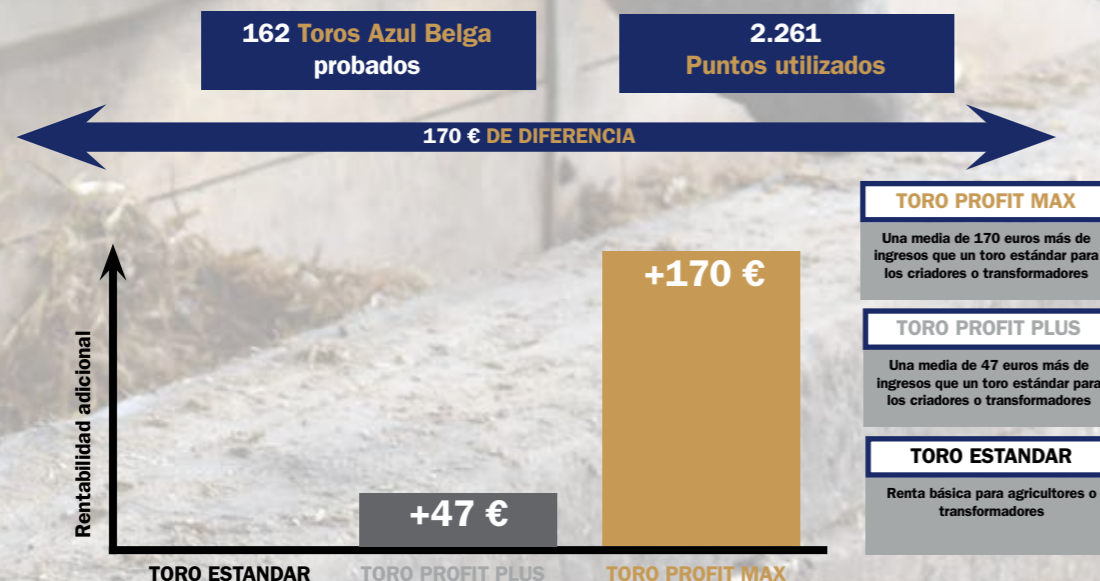 162 Toros Azul Belga
probados
2.261
Puntos utilizados
170 € DE DIFERENCIA
TORO PROFIT MAX
Una media de 170 euros más de
ingresos que un toro estándar para
los criadores o transformadores
TORO PROFIT PLUS
Una media de 47 euros más de
ingresos que un toro estándar para
los criadores o transformadores
TORO ESTANDAR
Renta básica para agricultores o
transformadores
Rentabilidad adicional
+47 €
+170 €
TORO ESTANDAR
TORO PROFIT PLUS
TORO PROFIT MAX